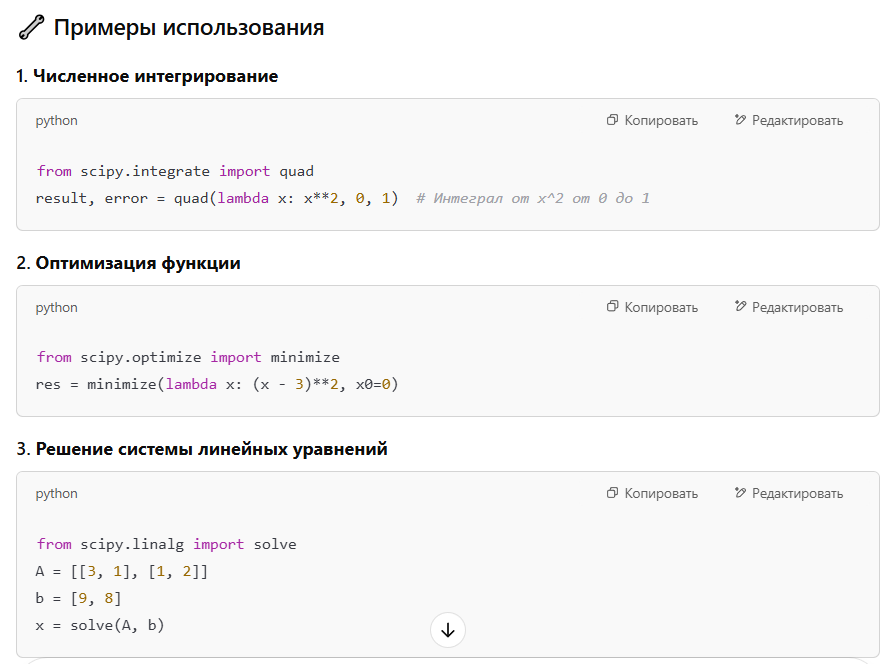 🔧 Примеры использования
1. Численное интегрирование
python Копировать Редактировать
from scipy.integrate import quad
result, error = quad(lambda x: x**2, 0, 1)  # Интеграл от x^2 от 0 до 1
2. Оптимизация функции
python Копировать Редактировать
from scipy.optimize import minimize
res = minimize(lambda x: (x - 3)**2, x0=0)
3. Решение системы линейных уравнений
python Копировать Редактировать
from scipy.linalg import solve
A = [[3, 1], [1, 2]]
b = [9, 8]
x = solve(A, b)